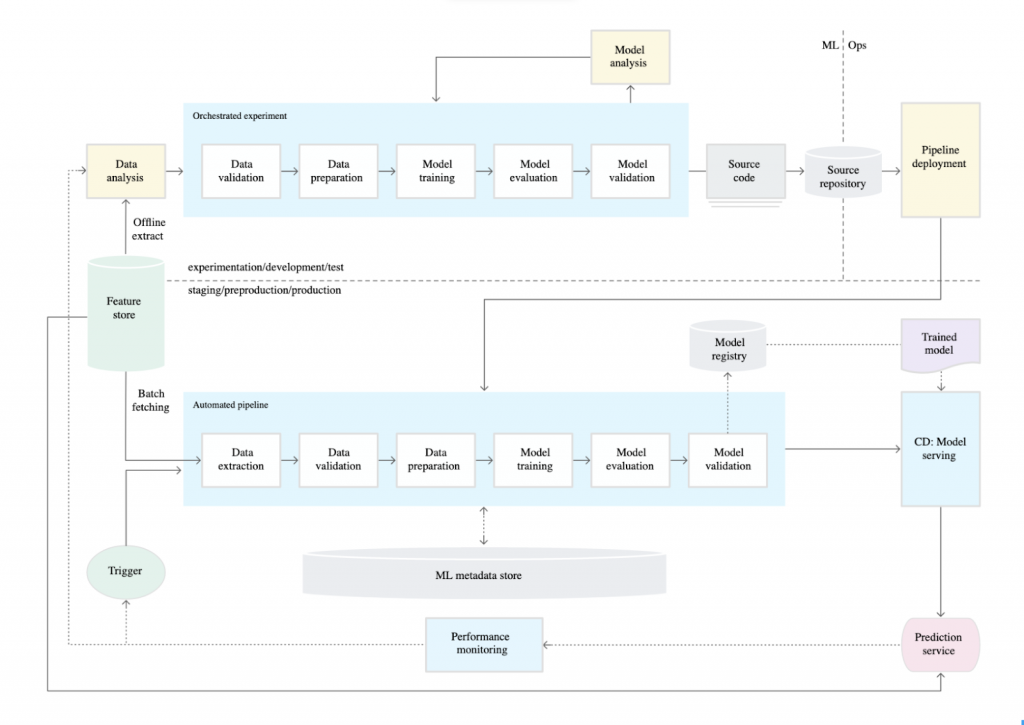 Model
analysis
ML
Ops
Orchestrated experiment
Data
analysis
Data
validation
Data
preparation
Model
training
Model
evaluation
Model
validation
Source
code
Source
repository
Pipeline
deployment
Offline
extract
experimentation/development/test
staging/preproduction/production
Feature
store
Model
registry
Trained
model
Batch
fetching
Automated pipeline
Data
extraction
Data
validation
Data
preparation
Model
training
Model
evaluation
Model
validation
CD: Model
serving
Trigger
ML metadata store
Performance
monitoring
Prediction
service